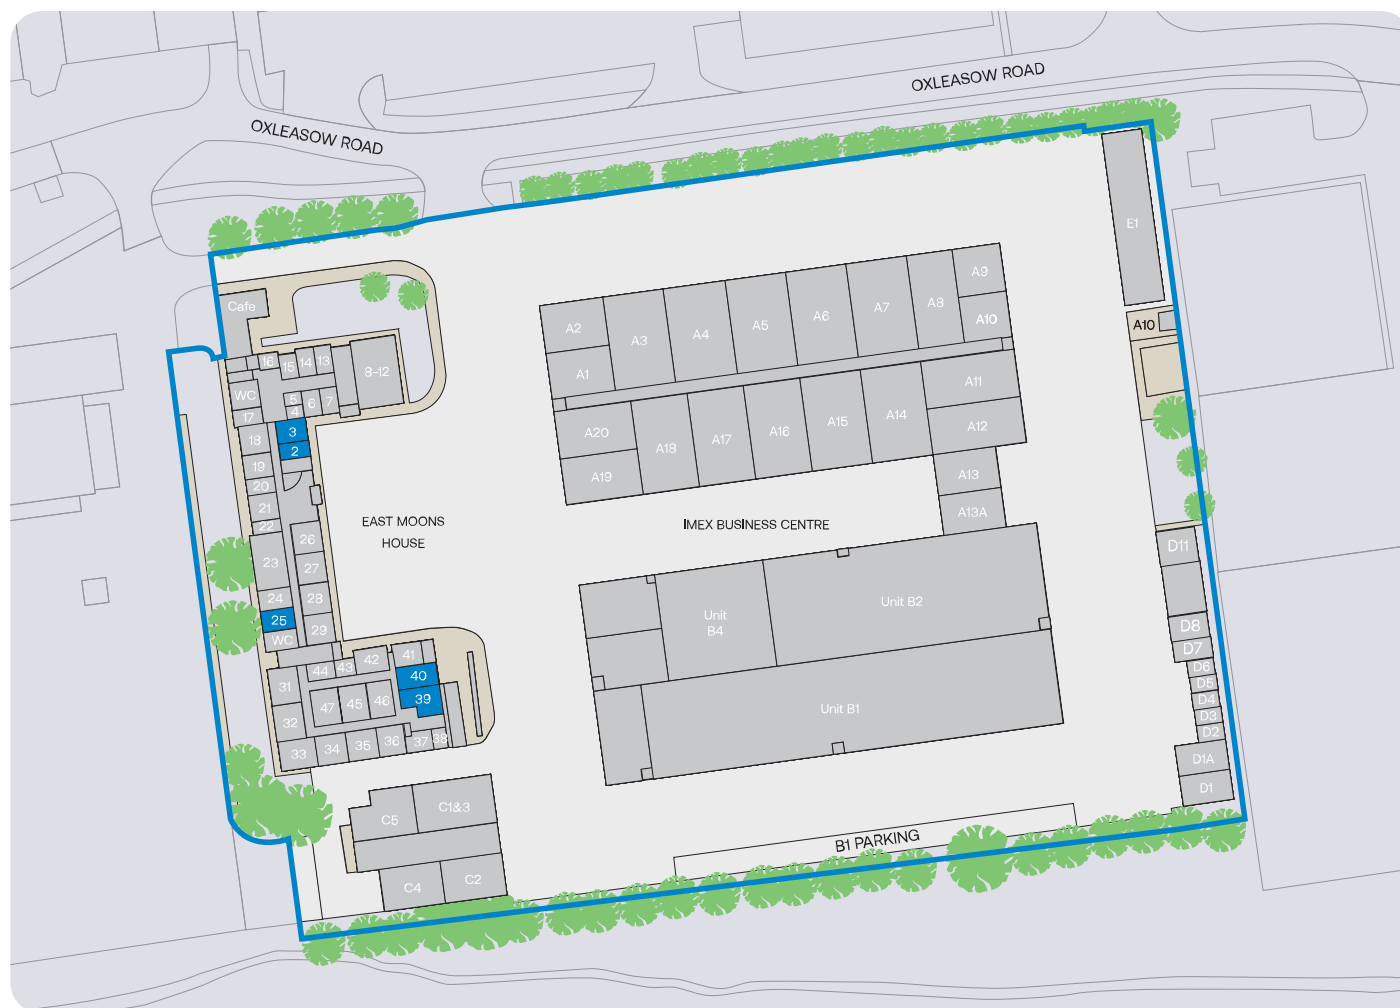 OXLEASOW ROAD
OXLEASOW ROAD
E1
A10
Cafe
16
15
14
13
8-12
WC
5
4
6
7
17
3
2
18
19
20
21
22
23
24
25
WC
26
27
28
29
EAST MOONS
HOUSE
A2
A3
A4
A5
A6
A7
A8
A9
A10
A1
A20
A19
A18
A17
A16
A15
A14
A11
A12
A13
A13A
IMEX BUSINESS CENTRE
Unit
B4
Unit B2
Unit B1
D11
D8
D7
D6
D5
D4
D3
D2
D1A
D1
31
44
43
42
41
40
39
32
47
45
46
33
34
35
36
37
38
C5
C1&3
C4
C2
B1 PARKING